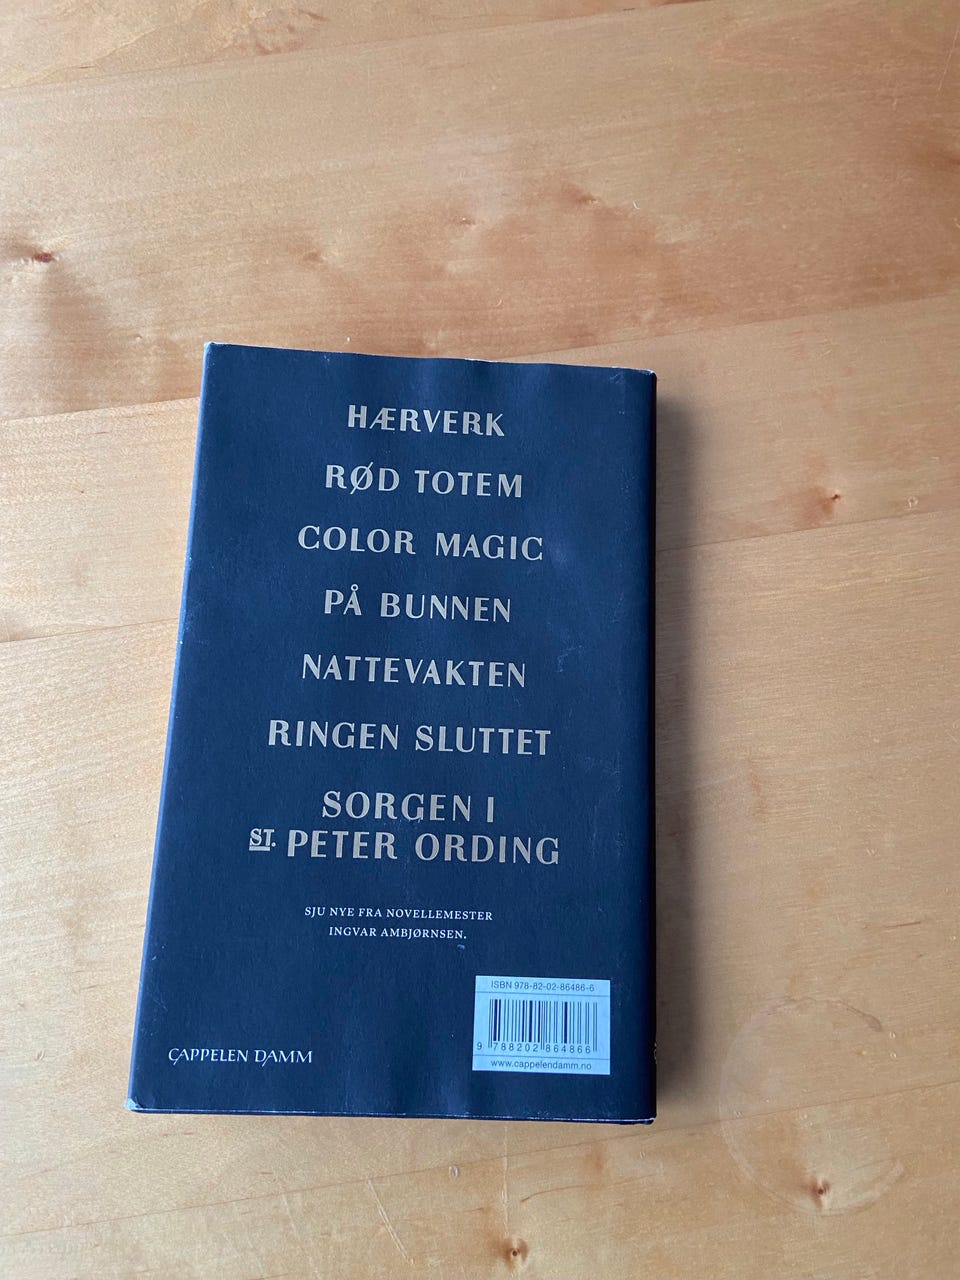 HÆRVERK
RØD TOTEM
COLOR MAGIC
PÅ BUNNEN
NATTEVAKTEN
RINGEN SLUTTET
SORGEN I
ST. PETER ORDING
SJU NYE FRA NOVELLEMESTER
INGVAR AMBJØRNSEN.
ISBN 978-82-02-86486-6
9 788202 864866
www.cappelendamm.no
CAPPELEN DAMM